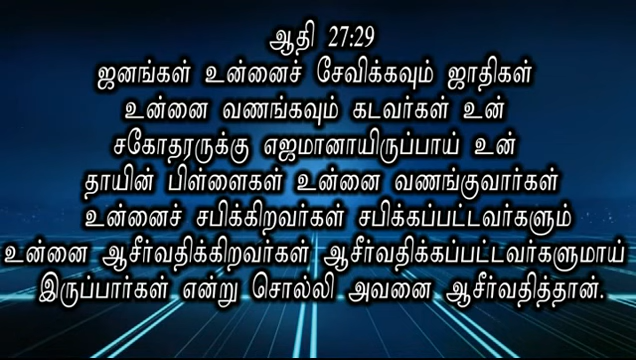 ஆதி 27:29
ஜனங்கள் உன்னைச் சேவிக்கவும் ஜாதிகள்
உன்னை வணங்கவும் கடவர்கள் உன்
சகோதரருக்கு எஜமானாயிருப்பாய் உன்
தாயின் பிள்ளைகள் உன்னை வணங்குவார்கள்
உன்னைச் சபிக்கிறவர்கள் சபிக்கப்பட்டவர்களும்
உன்னை ஆசீர்வதிக்கிறவர்கள் ஆசீர்வதிக்கப்பட்டவர்களுமாய்
இருப்பார்கள் என்று சொல்லி அவனை ஆசீர்வதித்தான்.